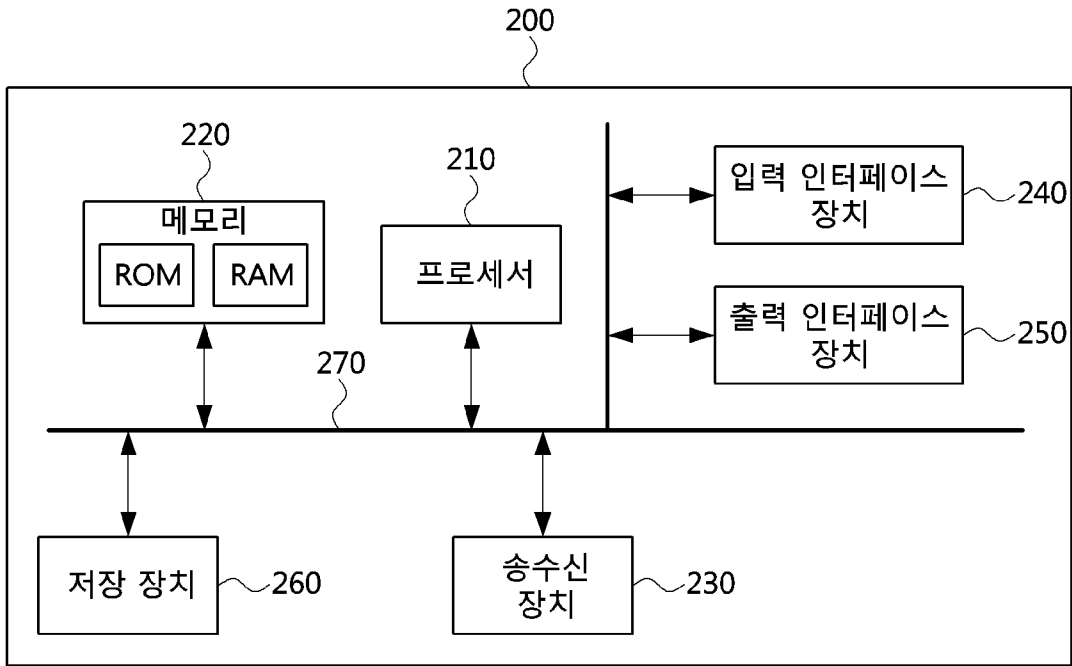 200
220
메모리
ROM
RAM
210
프로세서
입력 인터페이스
장치
240
출력 인터페이스
장치
250
270
저장 장치
260
송수신
장치
230